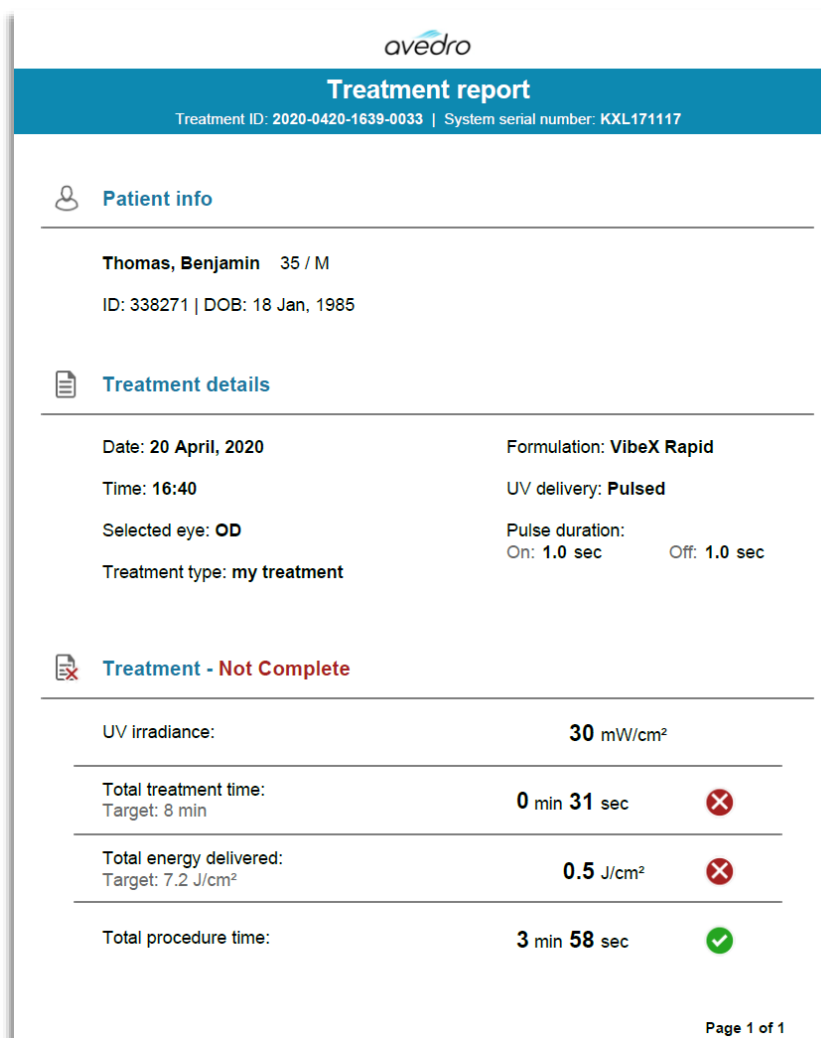 avedro
Treatment report
Treatment ID: 2020-0420-1639-0033 | System serial number: KXL171117
Patient info
Thomas, Benjamin 35 / M
ID: 338271 | DOB: 18 Jan, 1985
Treatment details
Date: 20 April, 2020
Time: 16:40
Selected eye: OD
Treatment type: my treatment
Formulation: VibeX Rapid
UV delivery: Pulsed
Pulse duration:
On: 1.0 sec Off: 1.0 sec
Treatment - Not Complete
UV irradiance: 30 mW/cm²
Total treatment time: 0 min 31 sec
Target: 8 min
Total energy delivered: 0.5 J/cm²
Target: 7.2 J/cm²
Total procedure time: 3 min 58 sec
Page 1 of 1